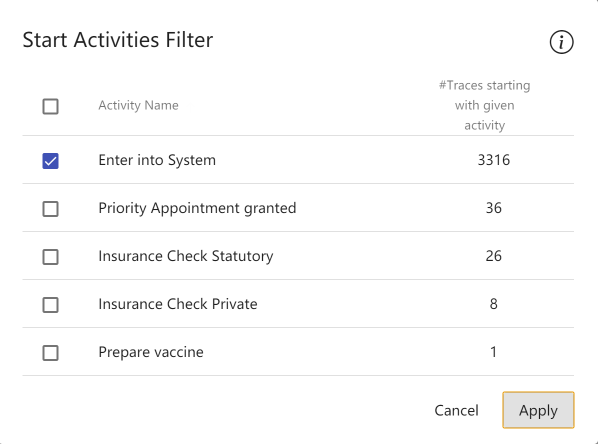 Start Activities Filter
Activity Name
#Traces starting
with given
activity
Enter into System 3316
Priority Appointment granted 36
Insurance Check Statutory 26
Insurance Check Private 8
Prepare vaccine 1
Cancel Apply